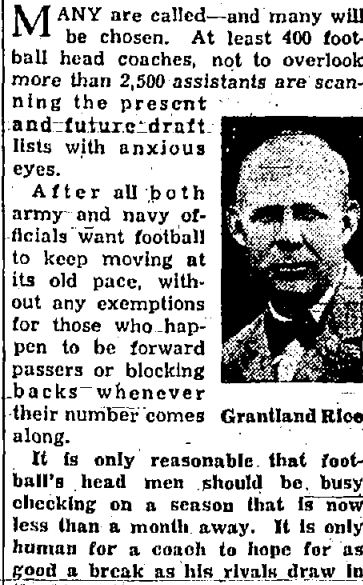 MANY are called—and many will
be chosen. At least 400 foot-
ball head coaches, not to overlook
more than 2,500 assistants are scan-
ning the present
and future draft
lists with anxious
eyes.
After all both
army and navy of-
ficials want football
to keep moving at
its old pace, with-
out any exemptions
for those who hap-
pen to be forward
passers or blocking
backs whenever
their number comes
along.
Grantland Rice
It is only reasonable that foot-
ball's head men should be busy
checking on a season that is now
less than a month away. It is only
human for a coach to hope for as
good a break as his rivals draw in